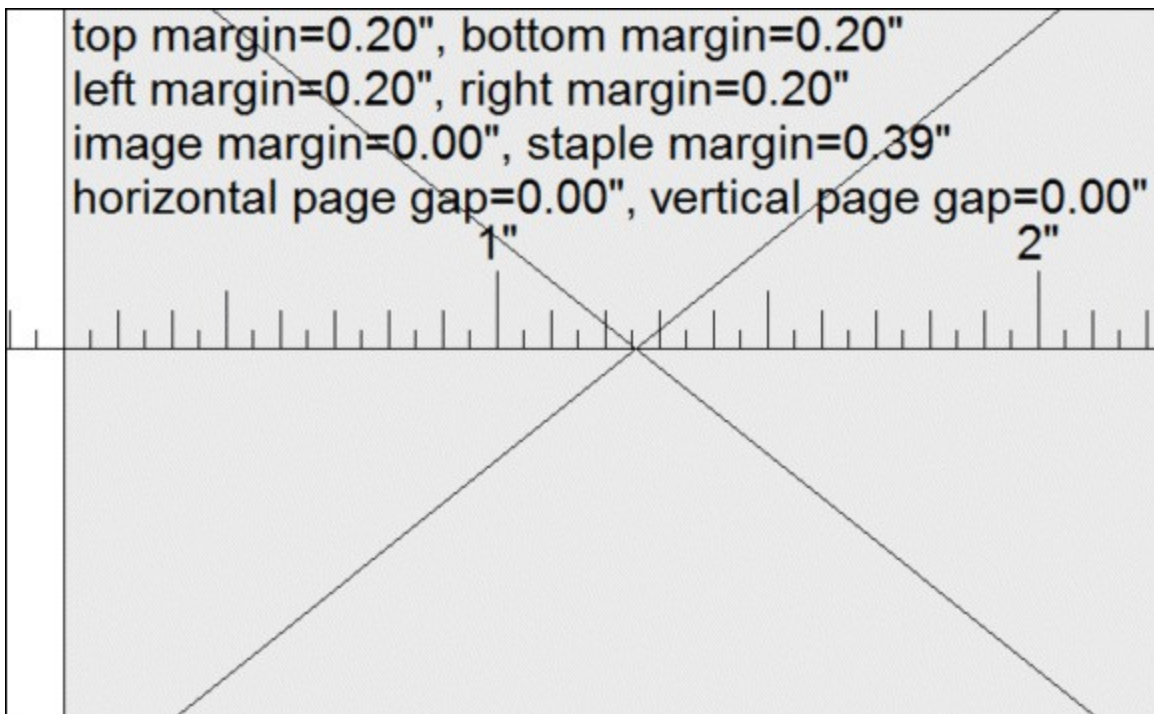 top margin=0.20", bottom margin=0.20"
left margin=0.20", right margin=0.20"
image margin=0.00", staple margin=0.39"
horizontal page gap=0.00", vertical page gap=0.00"
1" 2"